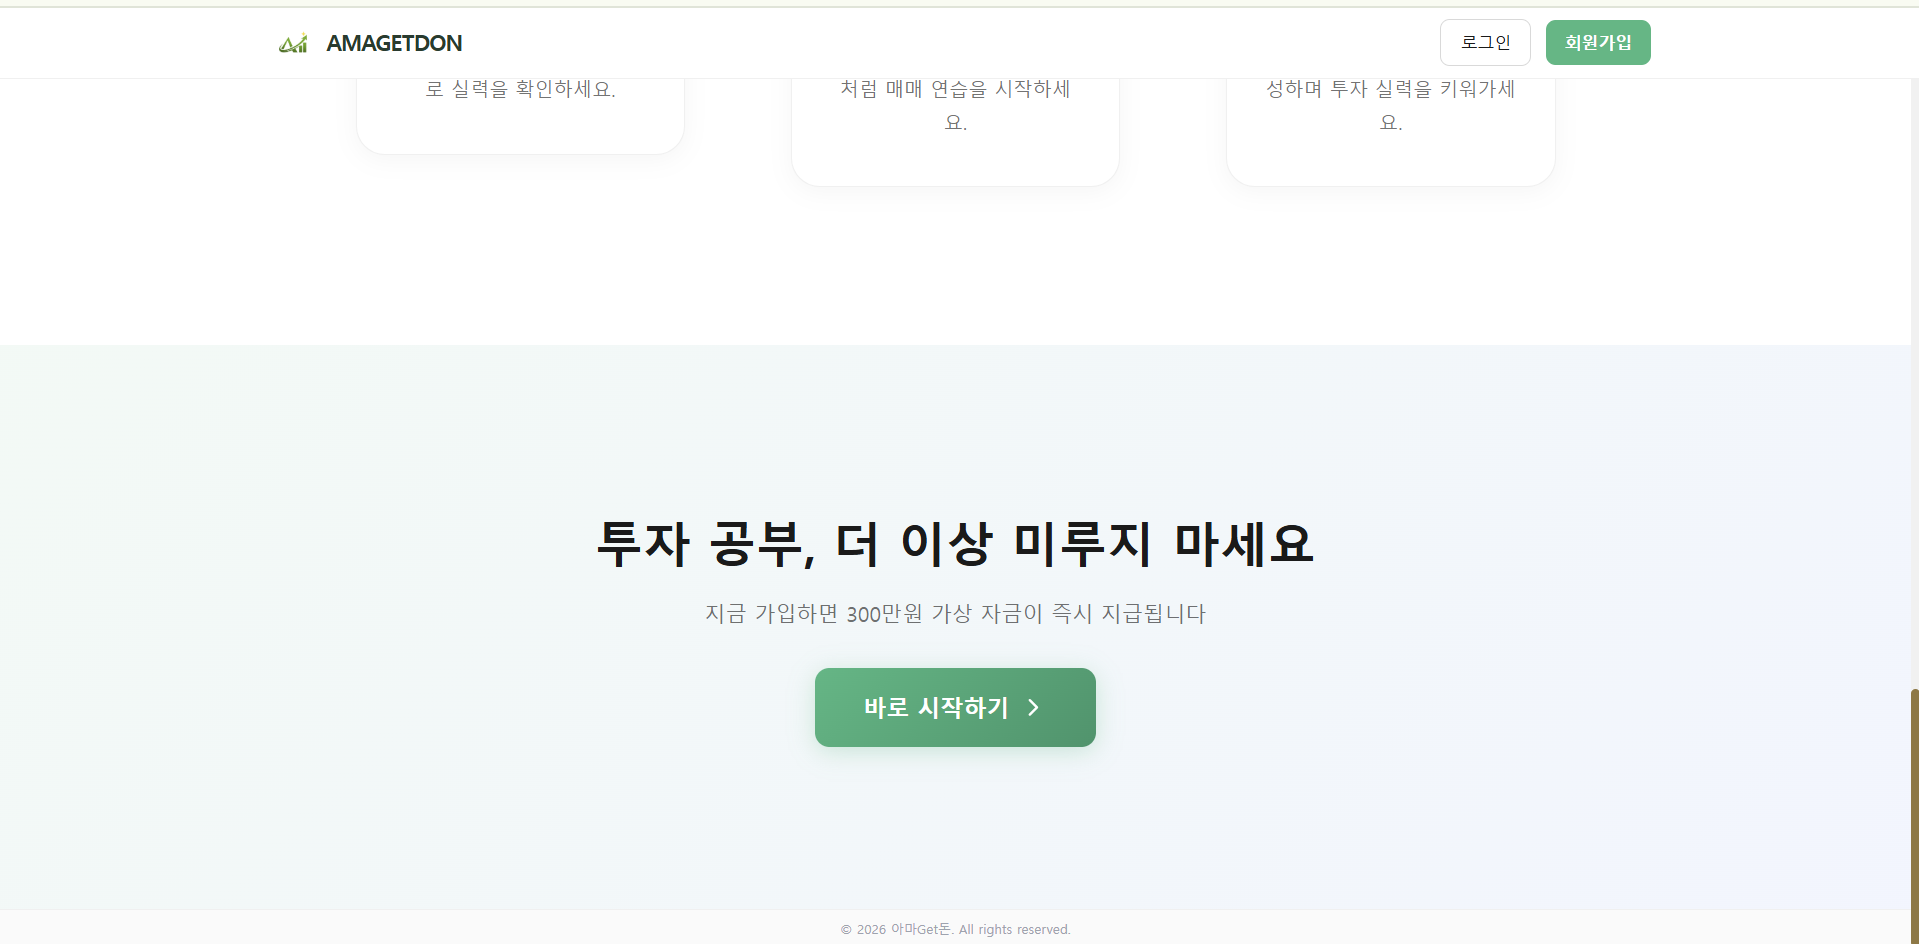 AMAGETDON
로그인
회원가입
로 실력을 확인하세요.
처럼 매매 연습을 시작하세
요.
성하며 투자 실력을 키워가세
요.
투자 공부, 더 이상 미루지 마세요
지금 가입하면 300만원 가상 자금이 즉시 지급됩니다
바로 시작하기
© 2026 아마Get돈. All rights reserved.